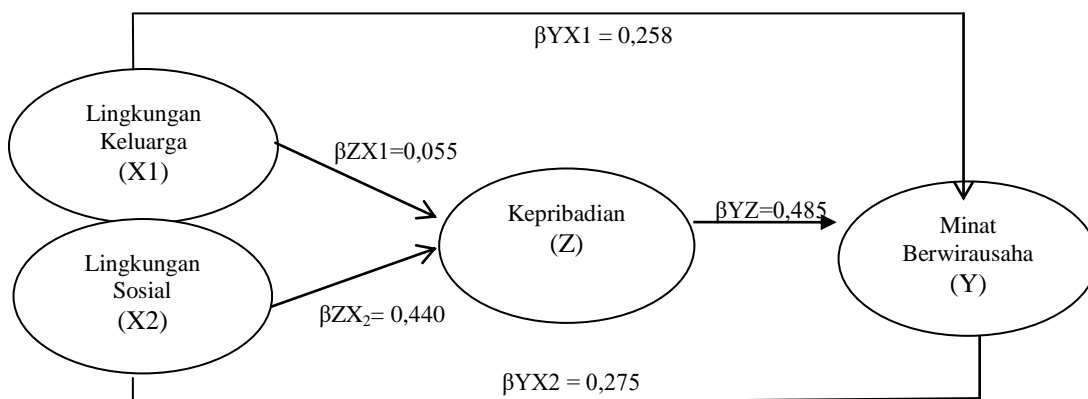 βYX1 = 0,258
Lingkungan
Keluarga
(X1)
βZX1=0,055
Kepribadian
(Z)
βYZ=0,485
Minat
Berwirausaha
(Y)
Lingkungan
Sosial
(X2)
βZX₂= 0,440
βYX2 = 0,275